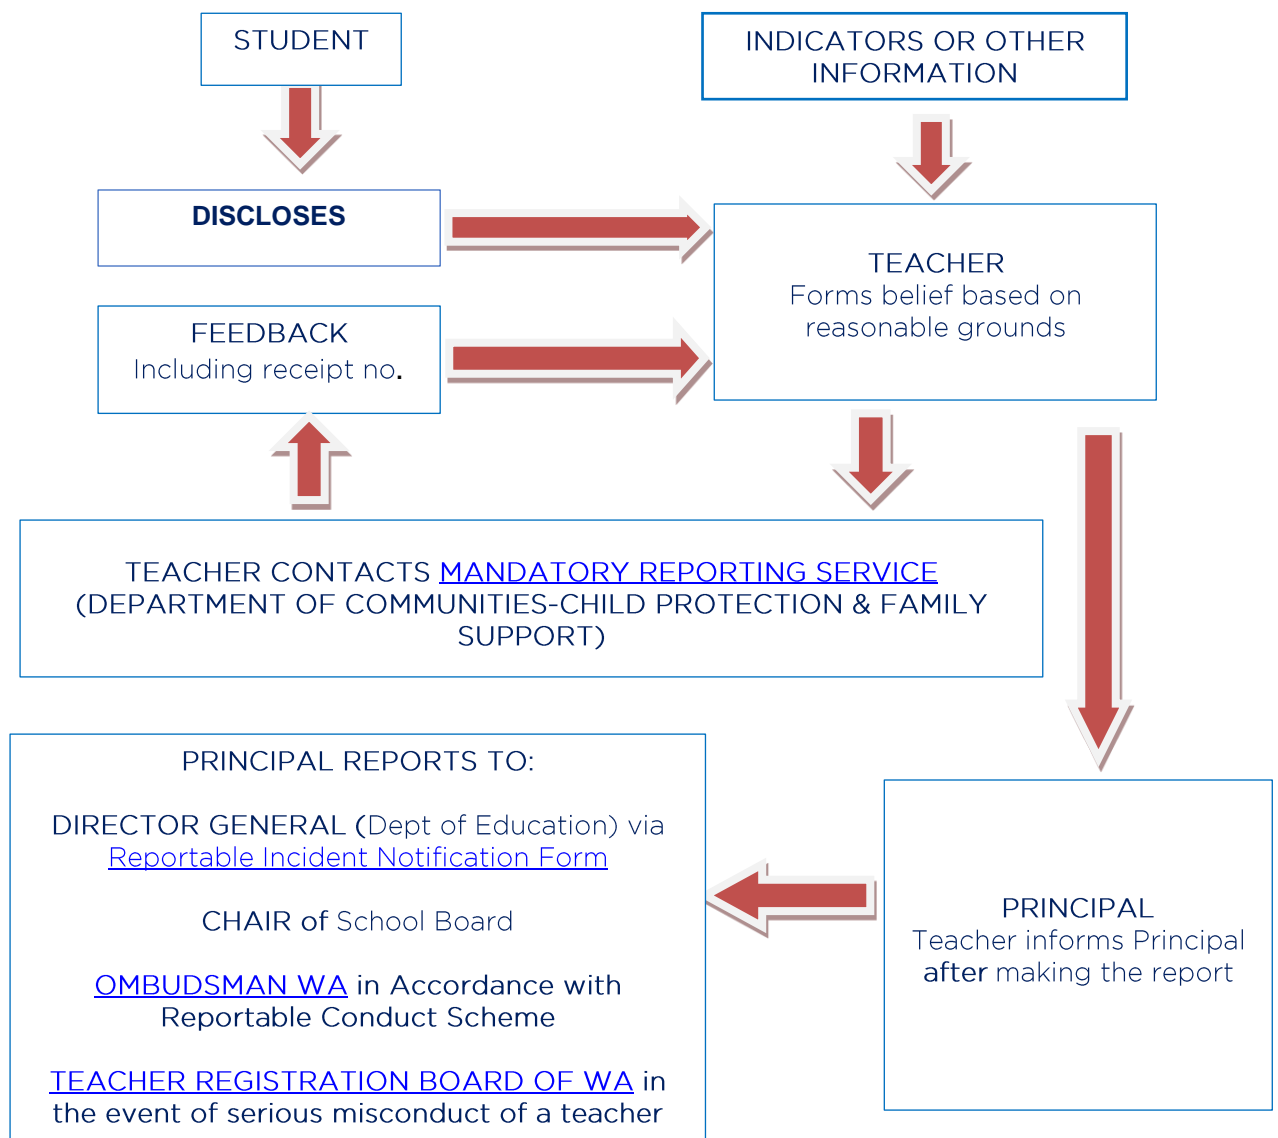 STUDENT
INDICATORS OR OTHER
INFORMATION
DISCLOSES
TEACHER
Forms belief based on
reasonable grounds
FEEDBACK
Including receipt no.
TEACHER CONTACTS MANDATORY REPORTING SERVICE
(DEPARTMENT OF COMMUNITIES-CHILD PROTECTION & FAMILY
SUPPORT)
PRINCIPAL REPORTS TO:
DIRECTOR GENERAL (Dept of Education) via
Reportable Incident Notification Form
CHAIR of School Board
OMBUDSMAN WA in Accordance with
Reportable Conduct Scheme
TEACHER REGISTRATION BOARD OF WA in
the event of serious misconduct of a teacher
PRINCIPAL
Teacher informs Principal
after making the report